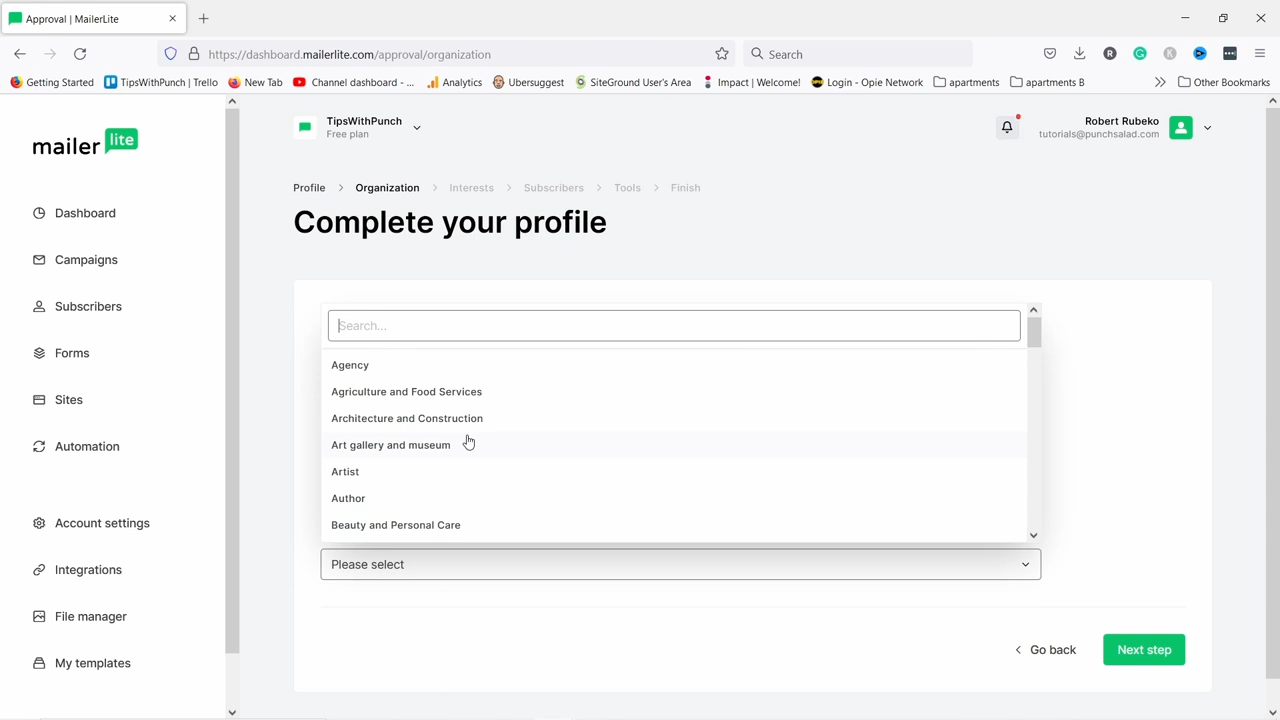 Approval | MailerLite
https://dashboard.mailerlite.com/approval/organization
Search
Getting Started
TipsWithPunch | Trello
New Tab
Channel dashboard - ...
Analytics
Ubersuggest
SiteGround User's Area
Impact | Welcome!
Login - Opie Network
apartments
apartments B
Other Bookmarks
mailer lite
TipsWithPunch
Free plan
Robert Rubeko
tutorials@punchsalad.com
Profile > Organization > Interests > Subscribers > Tools > Finish
Complete your profile
Dashboard
Campaigns
Subscribers
Forms
Sites
Automation
Account settings
Integrations
File manager
My templates
Search...
Agency
Agriculture and Food Services
Architecture and Construction
Art gallery and museum
Artist
Author
Beauty and Personal Care
Please select
Go back
Next step